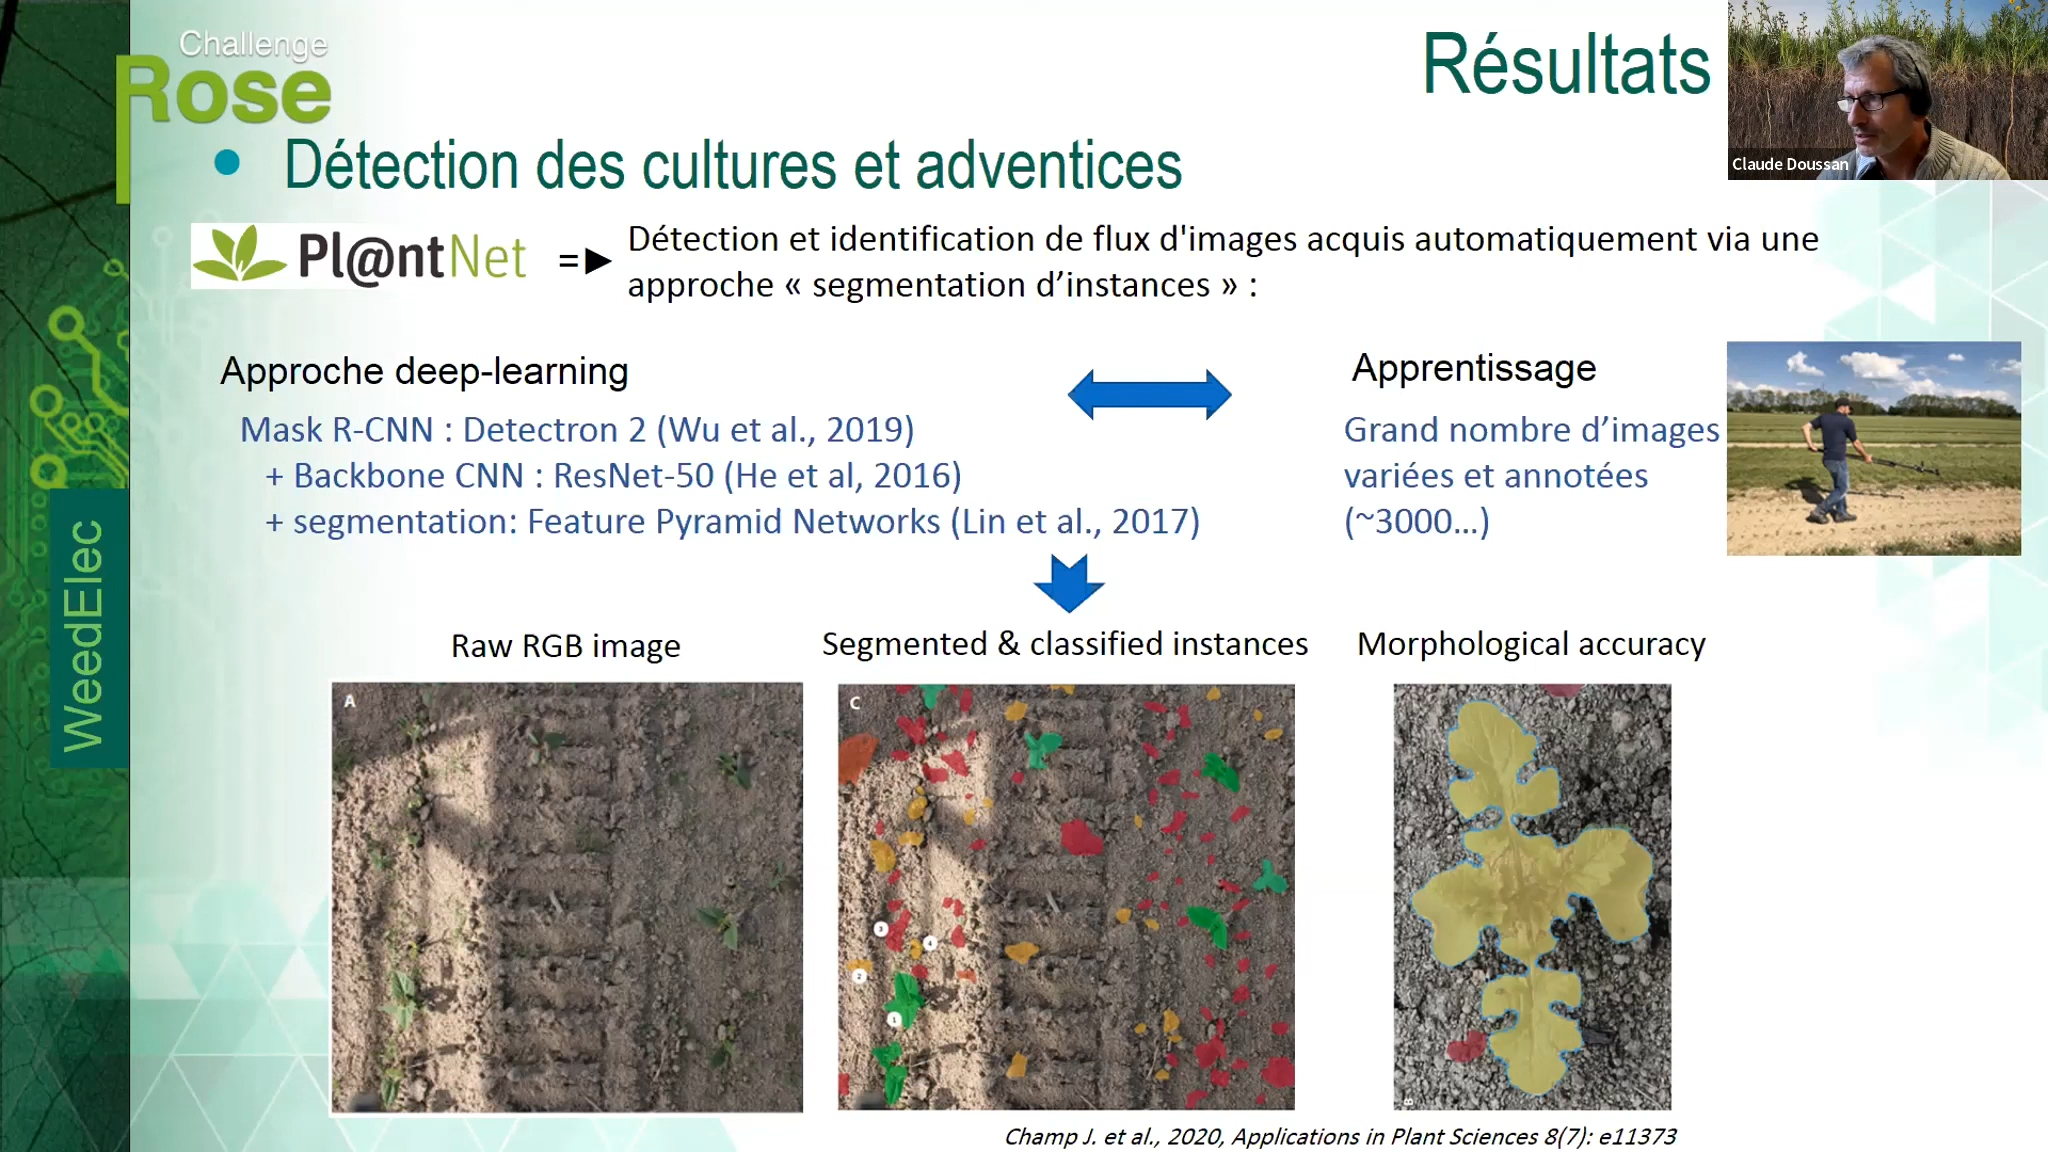 Challenge
Rose
Résultats
Claude Doussan
• Détection des cultures et adventices
Pl@ntNet
=► Détection et identification de flux d'images acquis automatiquement via une
approche « segmentation d’instances » :
Approche deep-learning
Mask R-CNN : Detectron 2 (Wu et al., 2019)
+ Backbone CNN : ResNet-50 (He et al, 2016)
+ segmentation: Feature Pyramid Networks (Lin et al., 2017)
Apprentissage
Grand nombre d’images
variées et annotées
(~3000...)
WeedElec
Raw RGB image
Segmented & classified instances
Morphological accuracy
A
C
3
4
2
1
B
Champ J. et al., 2020, Applications in Plant Sciences 8(7): e11373